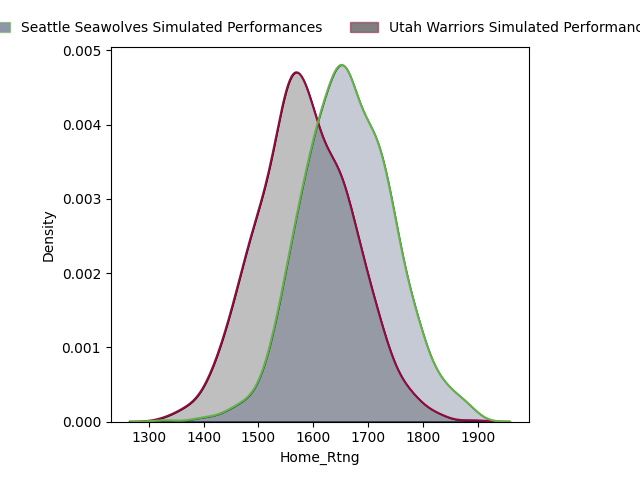 Seattle Seawolves Simulated Performances
Utah Warriors Simulated
0.005
0.004
0.003
0.002
0.001
0.000
Density
1300 1400 1500 1600 1700 1800 1900
Home_Rtng